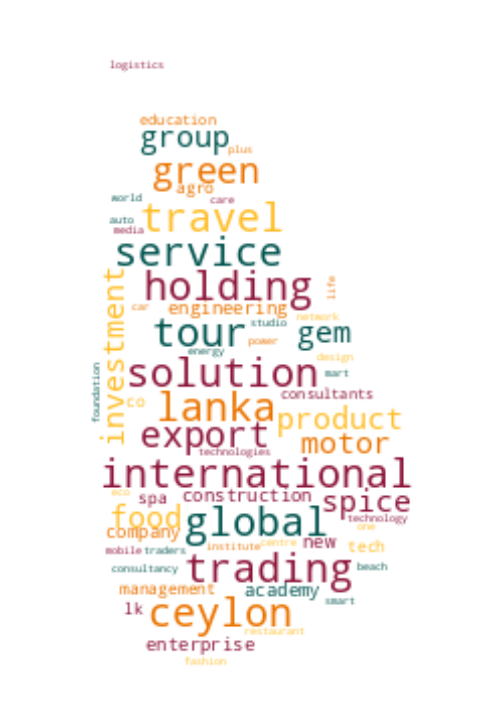 logistics
education
group
plus
green
agro
world
care
auto
travel
media
service
investment
holding
life
car
engineering
network
tour
studio
gem
power
energy
design
solution
mart
foundation
co
consultants
lanka
product
export
motor
technologies
international
eco
spa
construction
spice
food
global
technology
one
company
new
tech
institute
centre
mobile
traders
consultancy
trading
beach
management
academy
smart
lk
ceylon
restaurant
enterprise
fashion